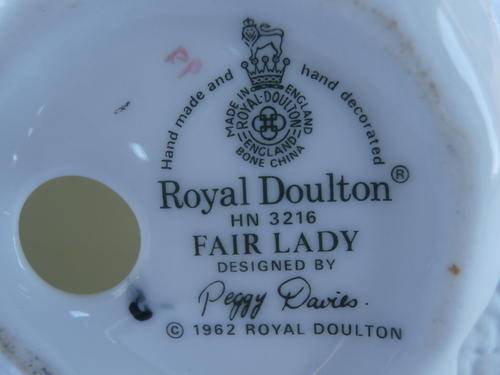 RP
Hand made and hand decorated
MADE IN ENGLAND
ROYAL·DOULTON
ENGLAND
BONE CHINA
Royal Doulton®
HN 3216
FAIR LADY
DESIGNED BY
Peggy Davies.
© 1962 ROYAL DOULTON